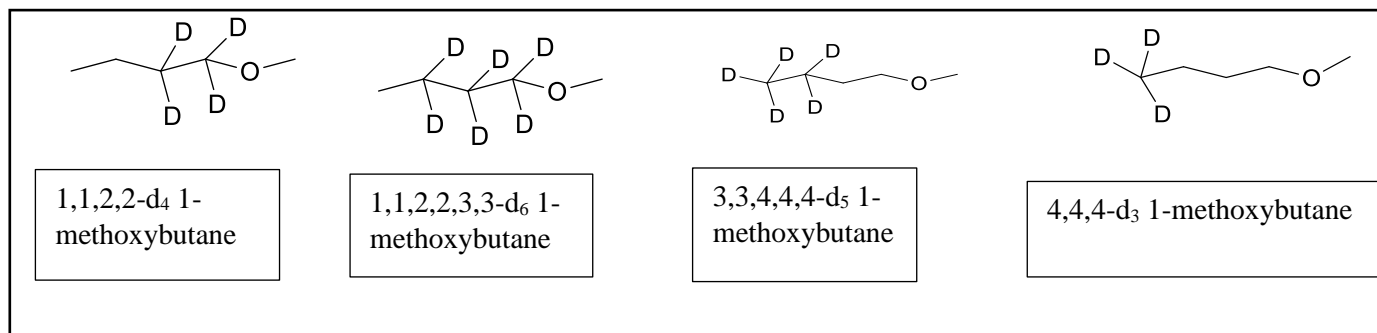 D D
O
D D
D D D
O
D D D
D D
D O
D D
D D
O
D
1,1,2,2-d₄ 1-
methoxybutane
1,1,2,2,3,3-d₆ 1-
methoxybutane
3,3,4,4,4-d₅ 1-
methoxybutane
4,4,4-d₃ 1-methoxybutane